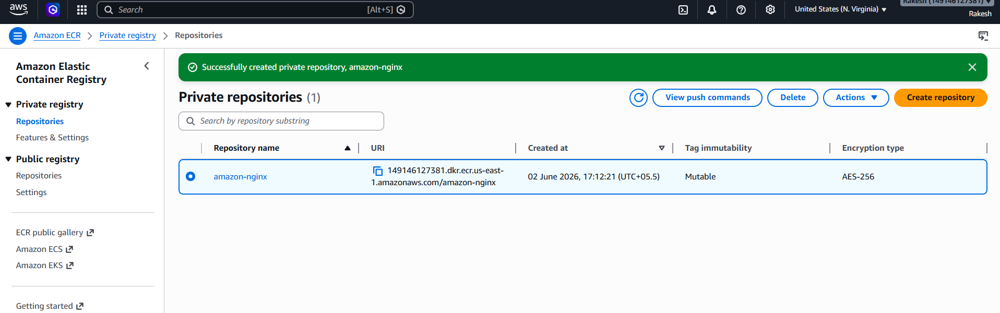 aws
Search
[Alt+S]
United States (N. Virginia)
Rakesh (149146127381)
Rakesh
Amazon ECR
Private registry
Repositories
Amazon Elastic
Container Registry
Private registry
Repositories
Features & Settings
Public registry
Repositories
Settings
ECR public gallery
Amazon ECS
Amazon EKS
Getting started
Successfully created private repository, amazon-nginx
Private repositories (1)
View push commands
Delete
Actions
Create repository
Search by repository substring
Repository name
URI
Created at
Tag immutability
Encryption type
amazon-nginx
149146127381.dkr.ecr.us-east-
1.amazonaws.com/amazon-nginx
02 June 2026, 17:12:21 (UTC+05.5)
Mutable
AES-256